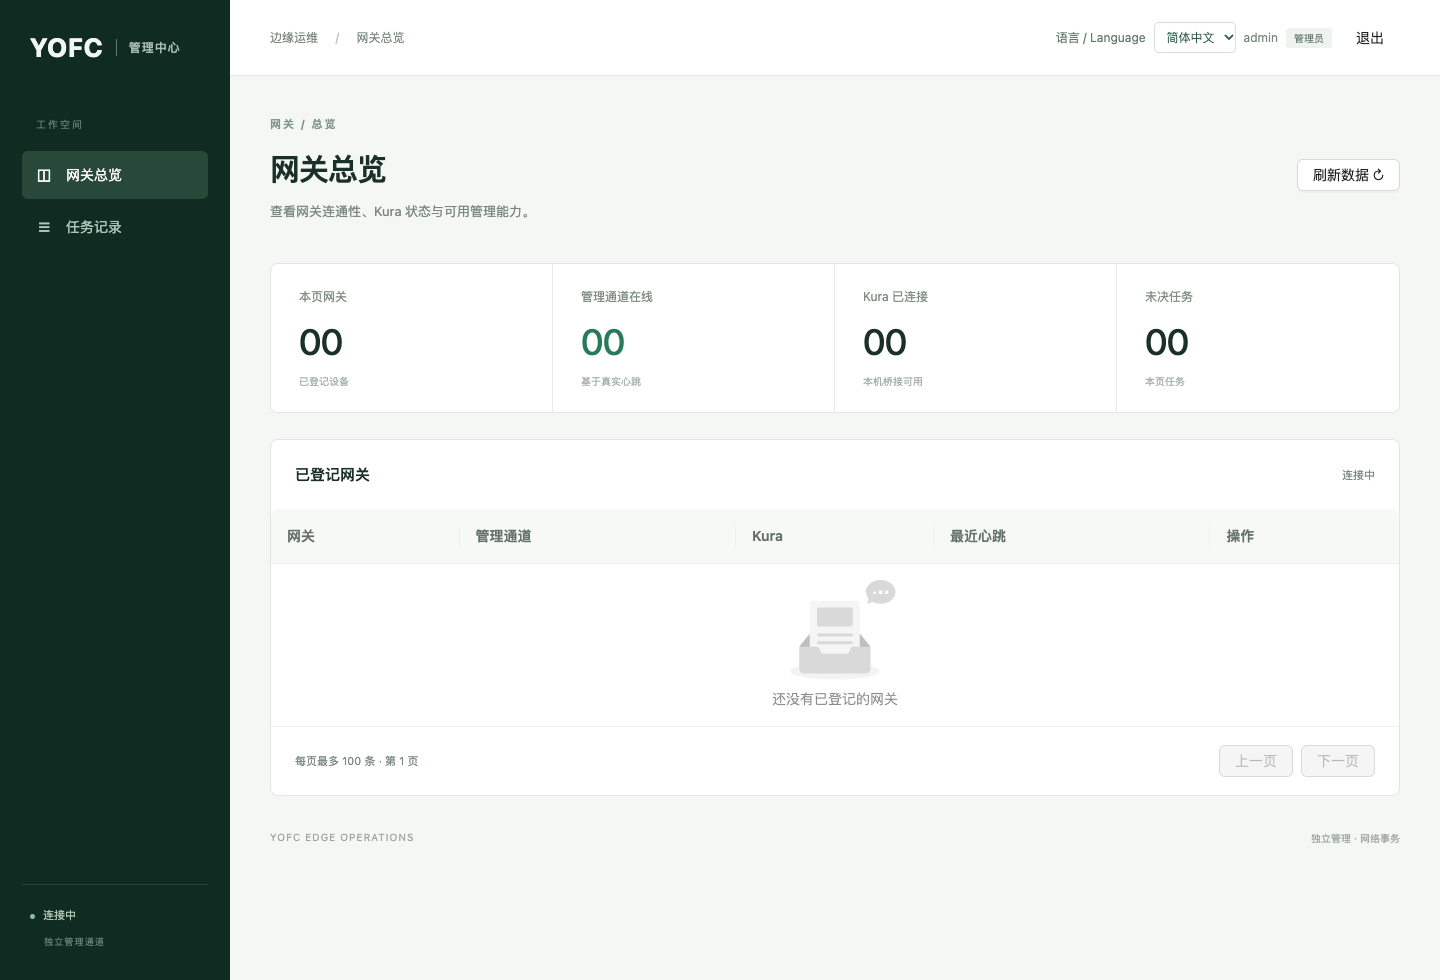 YOFC 管理中心
工作空间
网关总览
任务记录
连接中
独立管理通道
边缘运维 / 网关总览
语言 / Language 简体中文 admin 管理员 退出
网关 / 总览
网关总览
查看网关连通性、Kura 状态与可用管理能力。
刷新数据
本页网关
00
已登记设备
管理通道在线
00
基于真实心跳
Kura 已连接
00
本机桥接可用
未决任务
00
本页任务
已登记网关
连接中
网关 管理通道 Kura 最近心跳 操作
还没有已登记的网关
每页最多 100 条 · 第 1 页
上一页 下一页
YOFC EDGE OPERATIONS
独立管理 · 网络事务